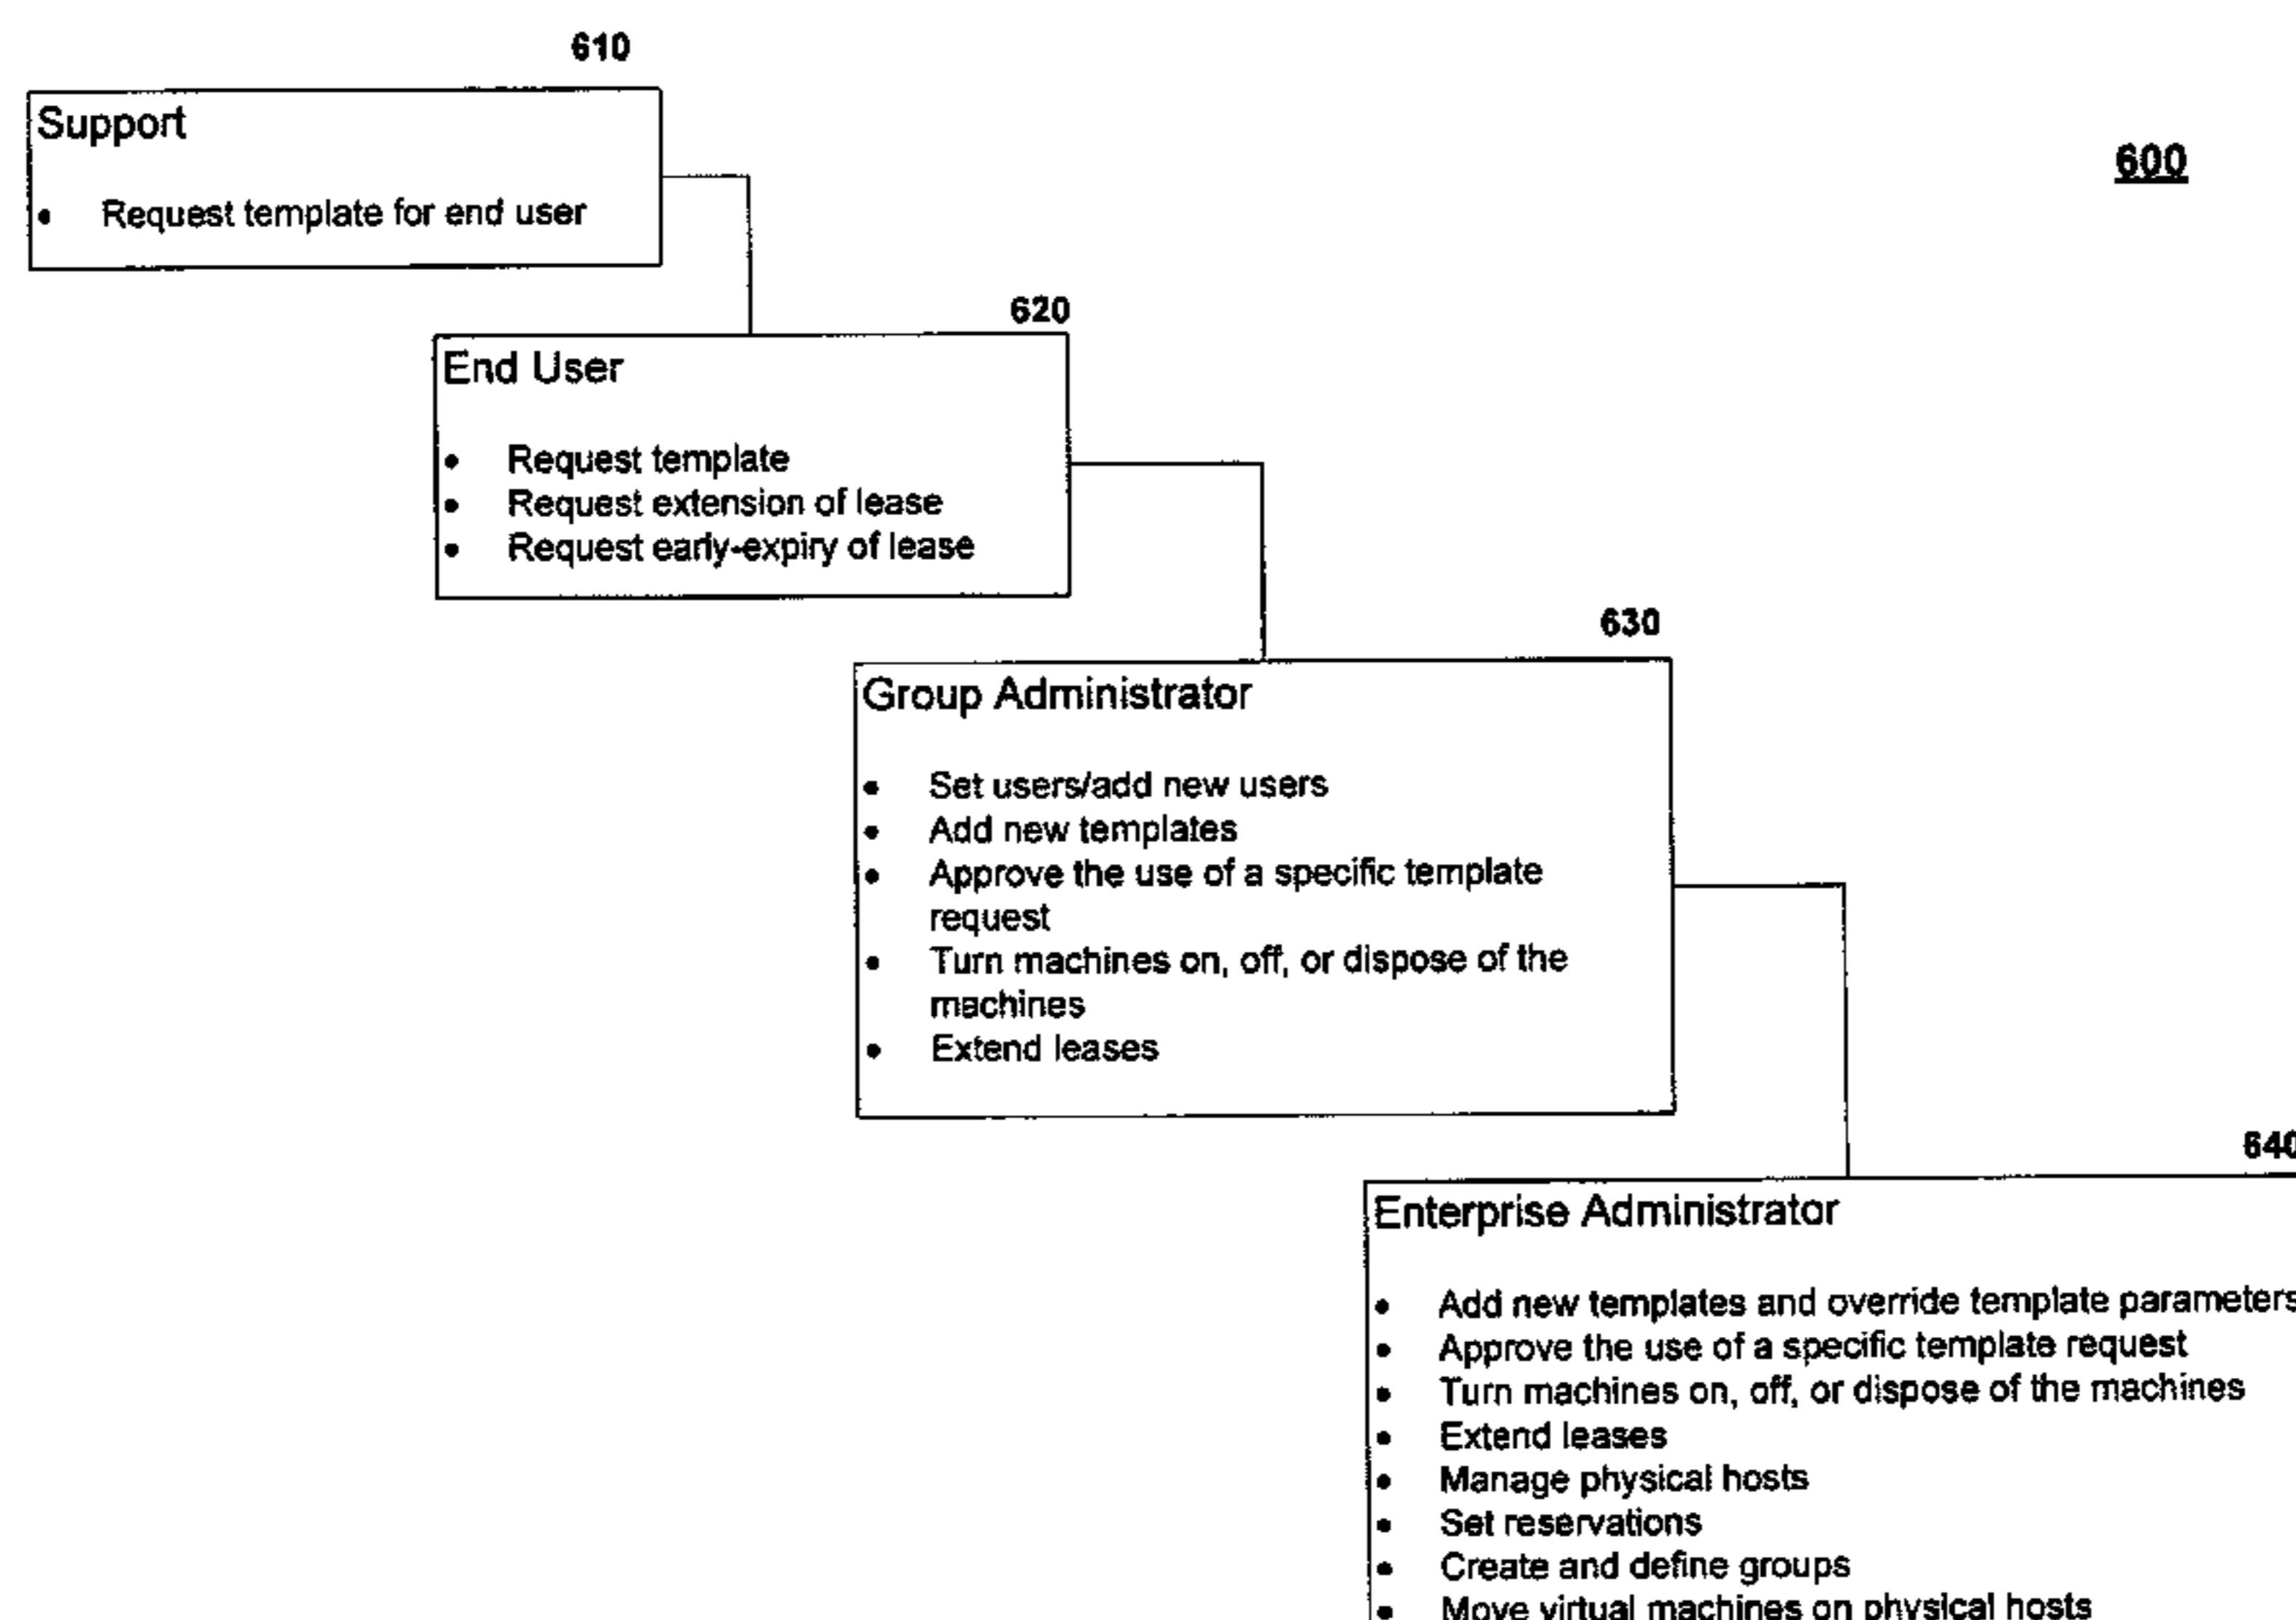 610
Support
• Request template for end user
600
620
End User
• Request template
• Request extension of lease
• Request early-expiry of lease
630
Group Administrator
• Set users/add new users
• Add new templates
• Approve the use of a specific template
request
• Turn machines on, off, or dispose of the
machines
• Extend leases
640
Enterprise Administrator
• Add new templates and override template parameters
• Approve the use of a specific template request
• Turn machines on, off, or dispose of the machines
• Extend leases
• Manage physical hosts
• Set reservations
• Create and define groups
• Move virtual machines on physical hosts